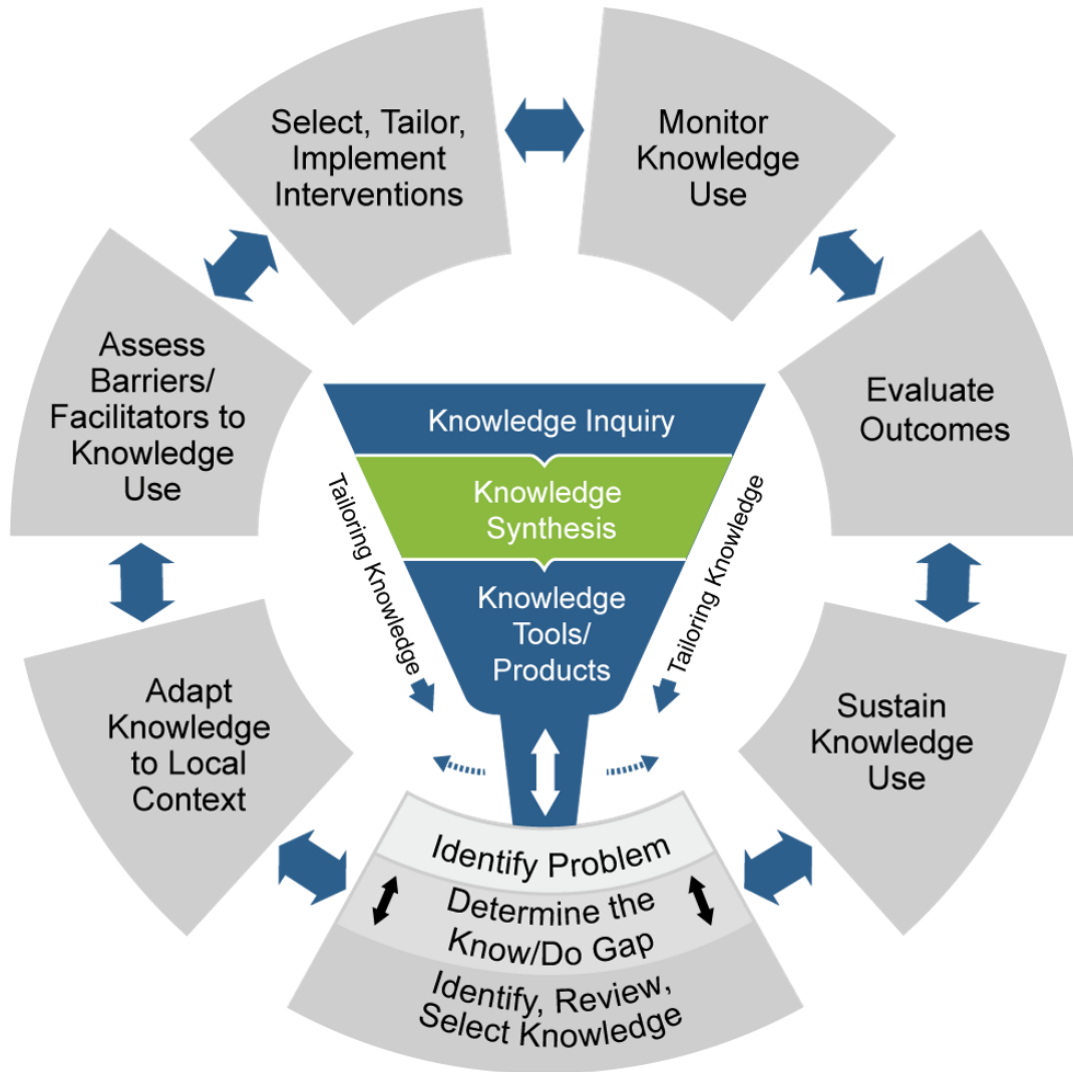 Select, Tailor,
Implement
Interventions
Monitor
Knowledge
Use
Assess
Barriers/
Facilitators to
Knowledge
Use
Evaluate
Outcomes
Knowledge Inquiry
Knowledge
Synthesis
Knowledge
Tools/
Products
Tailoring Knowledge
Tailoring Knowledge
Adapt
Knowledge
to Local
Context
Sustain
Knowledge
Use
Identify Problem
Determine the
Know/Do Gap
Identify, Review,
Select Knowledge